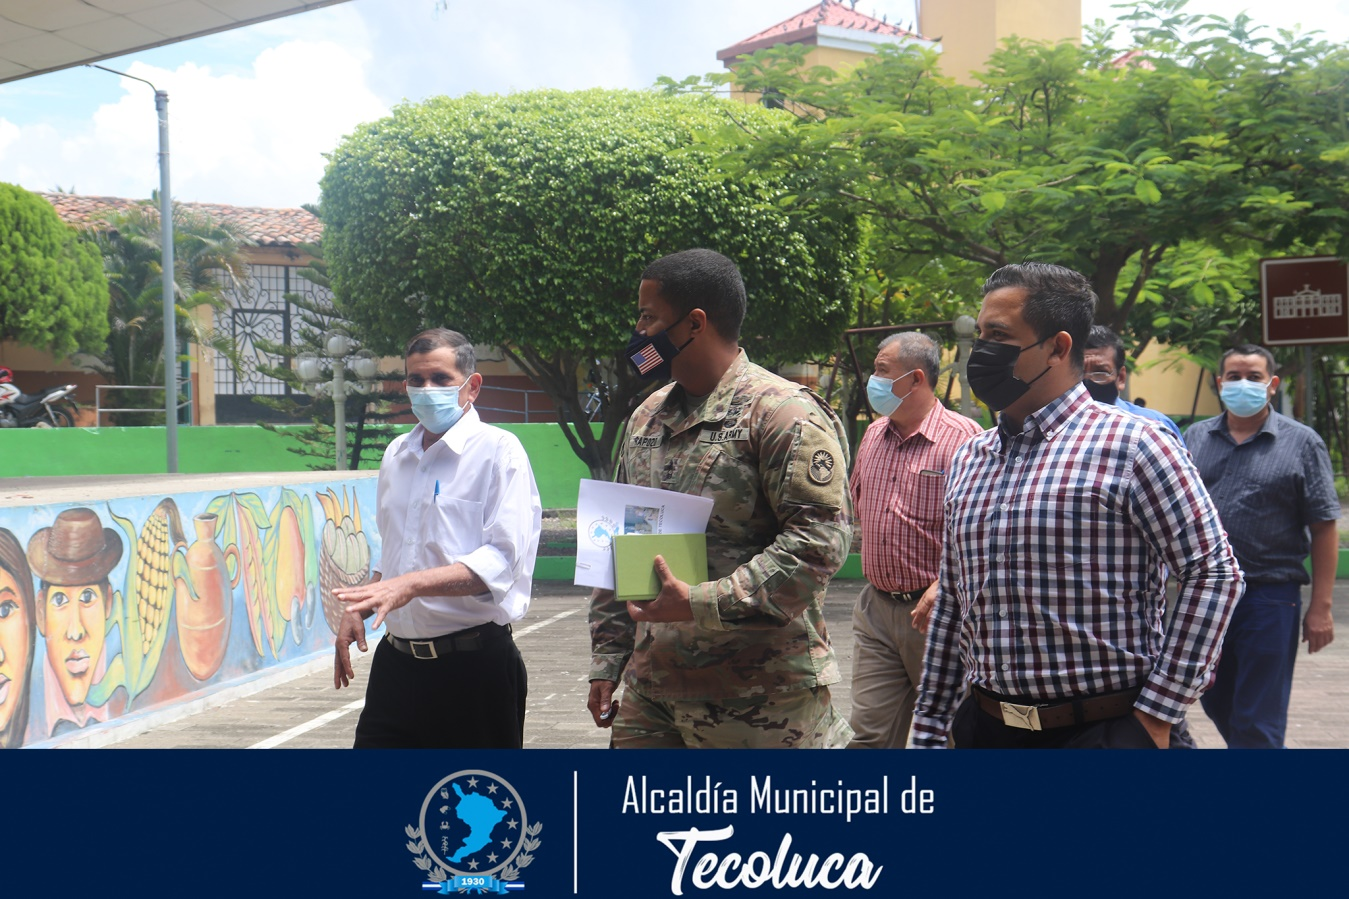 U.S. ARMY
Alcaldía Municipal de
Tecoluca
1930